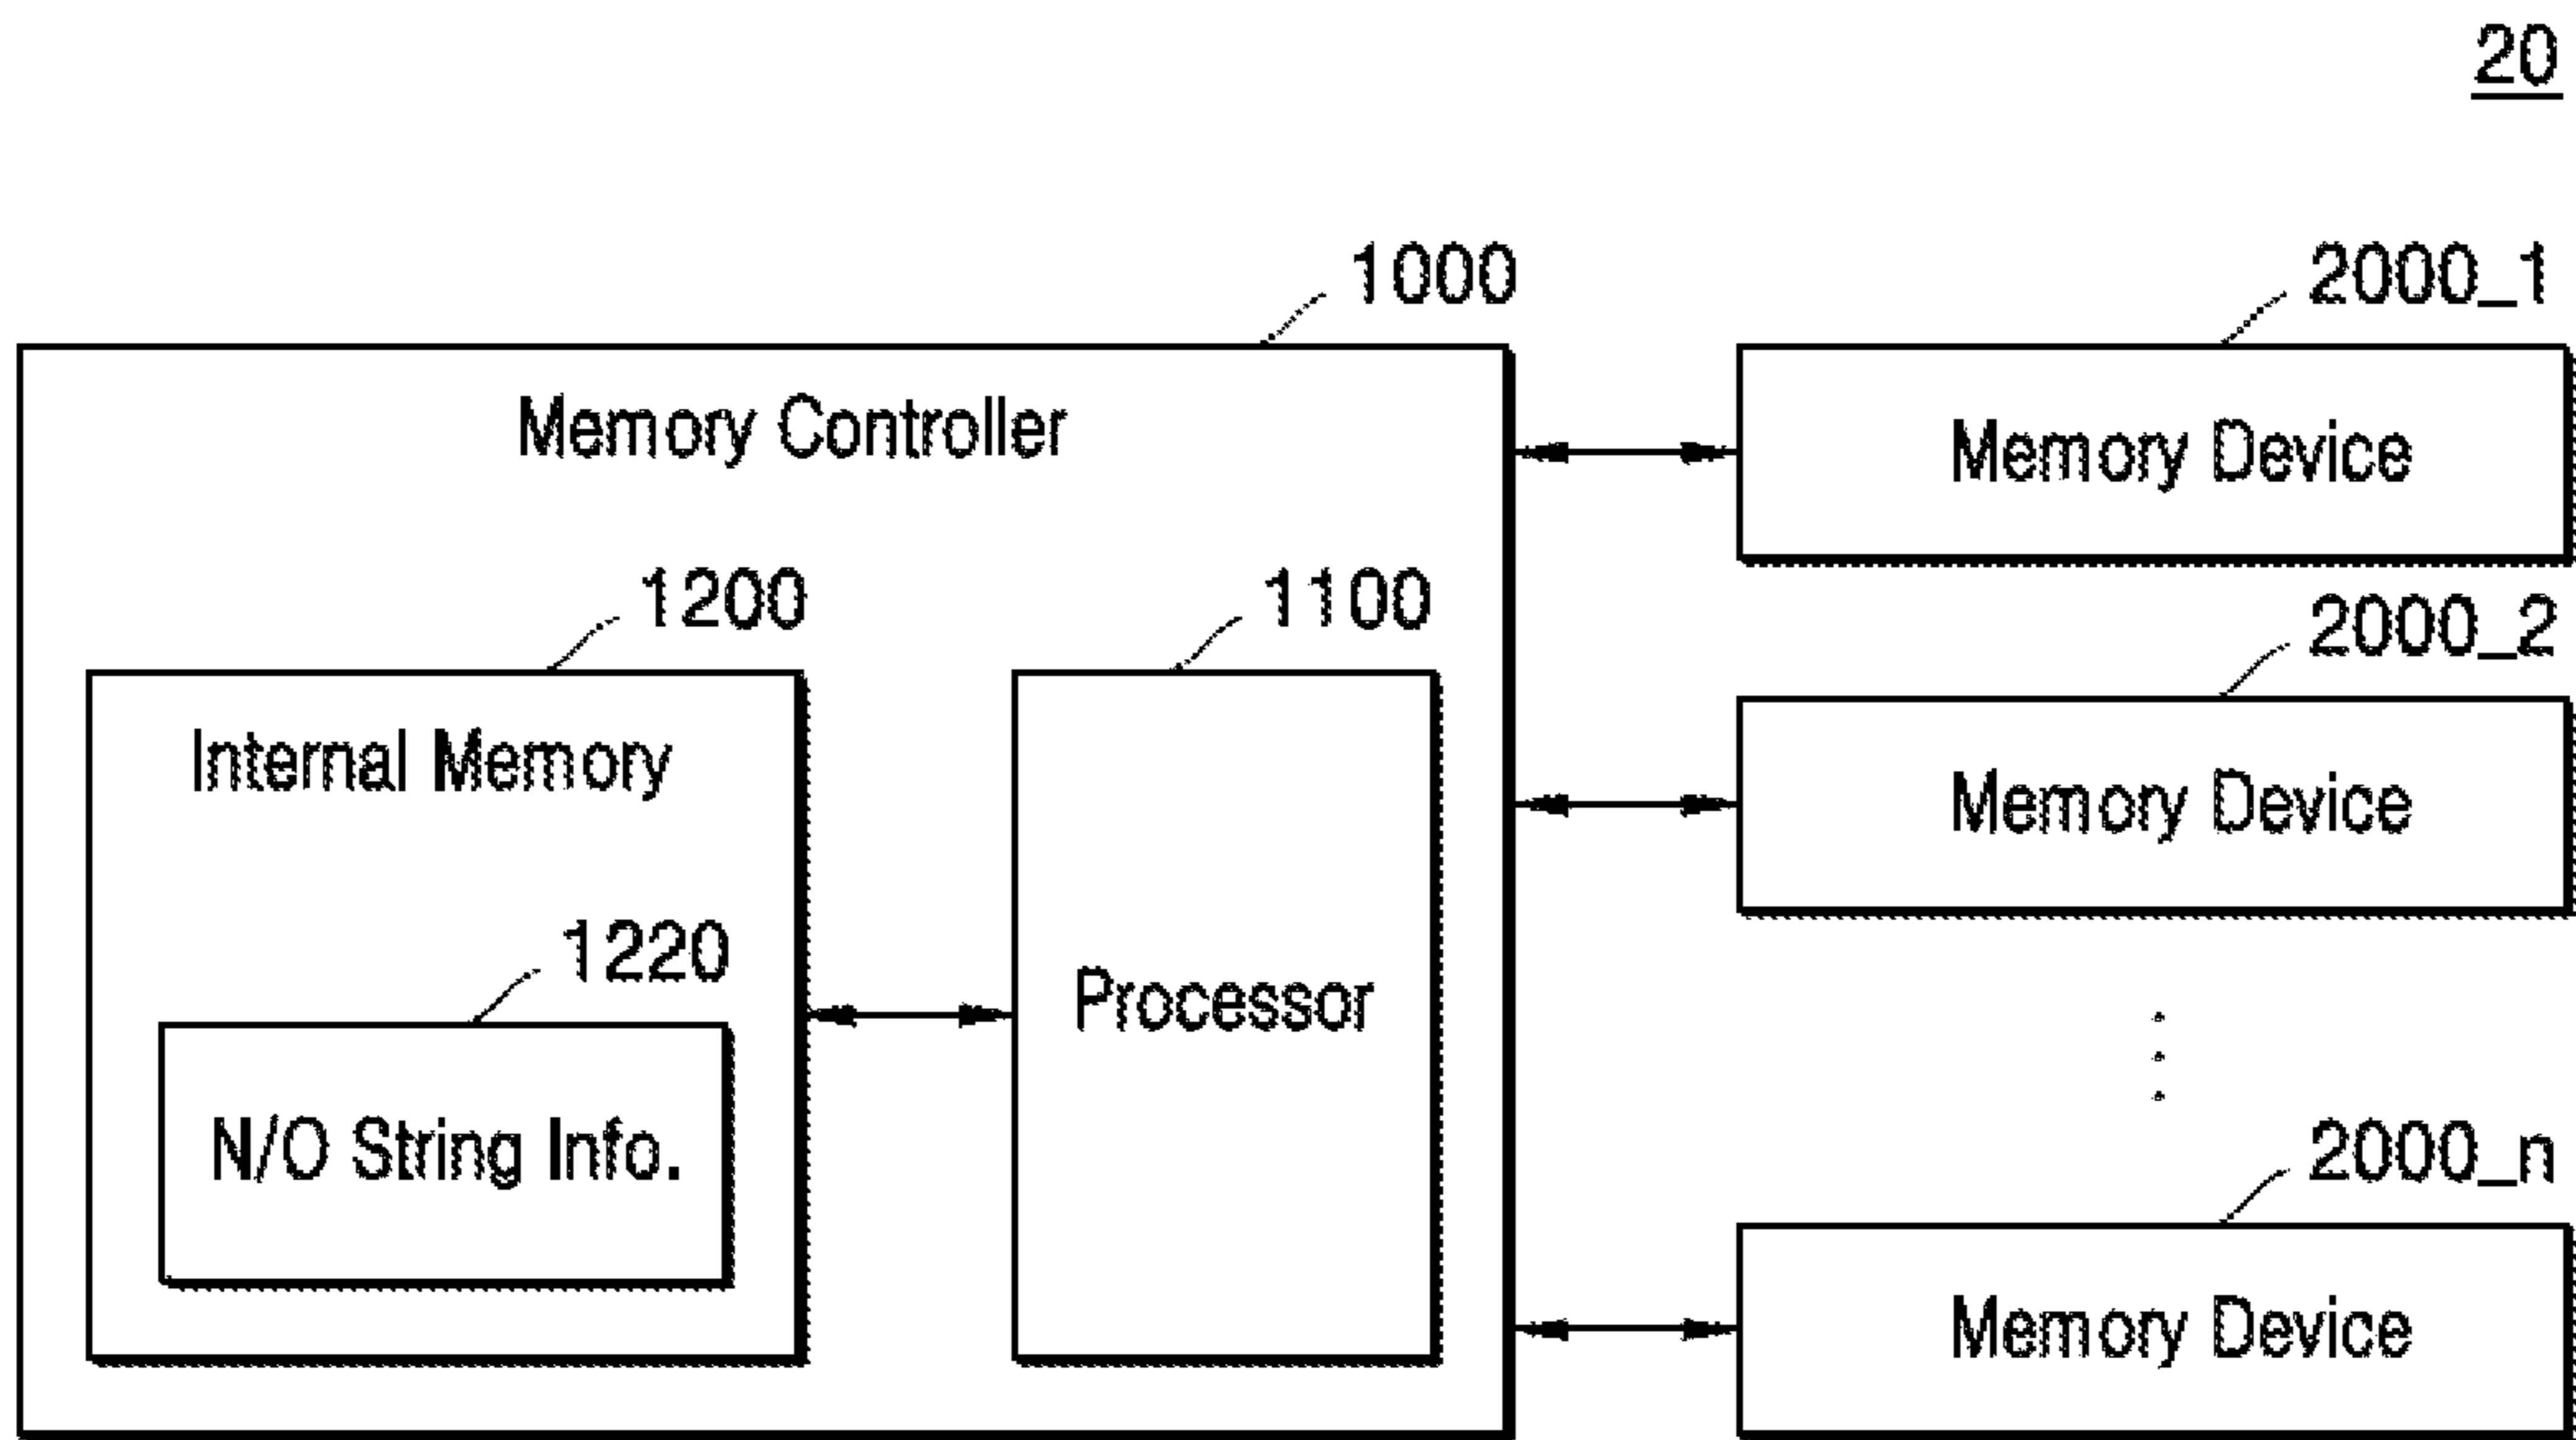 20
1000
2000_1
Memory Controller
Memory Device
1200
1100
2000_2
Internal Memory
Memory Device
1220
Processor
N/O String Info.
2000_n
Memory Device